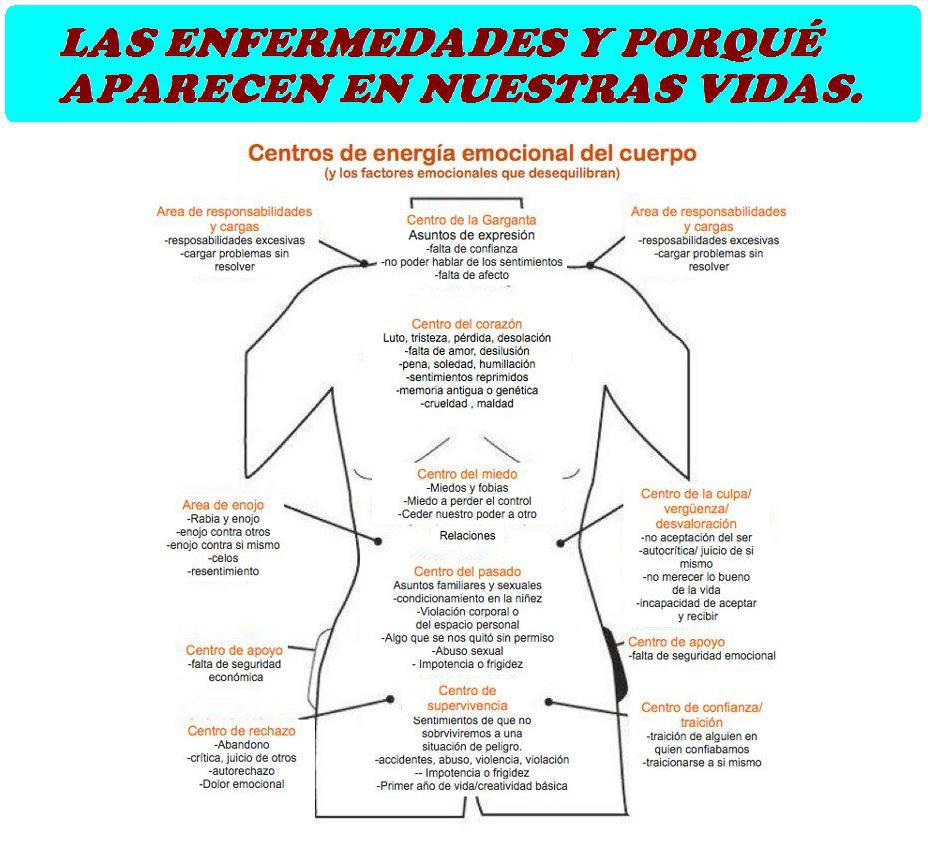 LAS ENFERMEDADES Y PORQUÉ
APARECEN EN NUESTRAS VIDAS.
Centros de energía emocional del cuerpo
(y los factores emocionales que desequilibran)
Area de responsabilidades
y cargas
-resposabilidades excesivas
-cargar problemas sin
resolver
Centro de la Garganta
Asuntos de expresión
-falta de confianza
-no poder hablar de los sentimientos
-falta de afecto
Area de responsabilidades
y cargas
-resposabilidades excesivas
-cargar problemas sin
resolver
Centro del corazón
Luto, tristeza, pérdida, desolación
-falta de amor, desilusión
-pena, soledad, humillación
-sentimientos reprimidos
-memoria antigua o genética
-crueldad , maldad
Centro del miedo
-Miedos y fobias
-Miedo a perder el control
-Ceder nuestro poder a otro
Relaciones
Area de enojo
-Rabia y enojo
-enojo contra otros
-enojo contra si mismo
-celos
-resentimiento
Centro de la culpa/
vergüenza/
desvaloración
-no aceptación del ser
-autocrítica/ juicio de si
mismo
-no merecer lo bueno
de la vida
-incapacidad de aceptar
y recibir
Centro del pasado
Asuntos familiares y sexuales
-condicionamiento en la niñez
-Violación corporal o
del espacio personal
-Algo que se nos quitó sin permiso
-Abuso sexual
- Impotencia o frigidez
Centro de apoyo
-falta de seguridad
económica
Centro de apoyo
-falta de seguridad emocional
Centro de
supervivencia
Sentimientos de que no
sobrviviremos a una
situación de peligro.
-accidentes, abuso, violencia, violación
-- Impotencia o frigidez
-Primer año de vida/creatividad básica
Centro de rechazo
-Abandono
-crítica, juicio de otros
-autorechazo
-Dolor emocional
Centro de confianza/
traición
-traición de alguien en
quien confiabamos
-traicionarse a si mismo